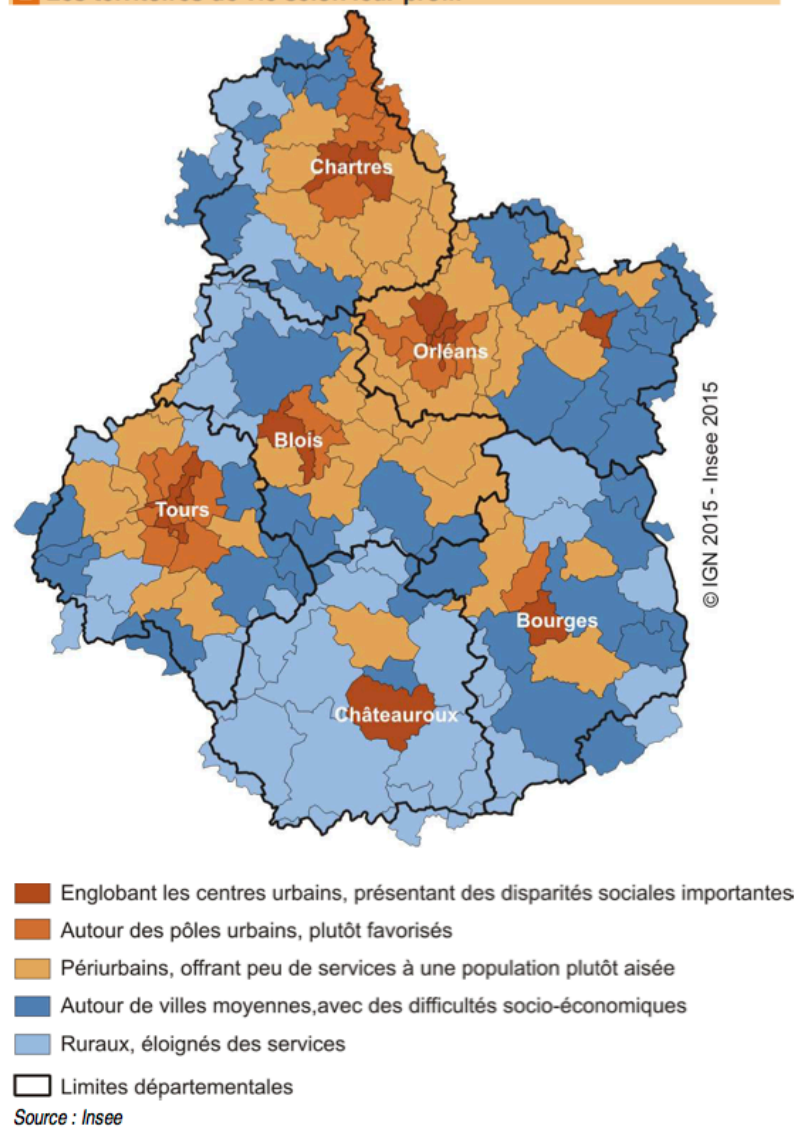 Chartres
Orléans
Blois
Tours
Bourges
Châteauroux
© IGN 2015 - Insee 2015
Englobant les centres urbains, présentant des disparités sociales importantes
Autour des pôles urbains, plutôt favorisés
Périurbains, offrant peu de services à une population plutôt aisée
Autour de villes moyennes,avec des difficultés socio-économiques
Ruraux, éloignés des services
Limites départementales
Source : Insee